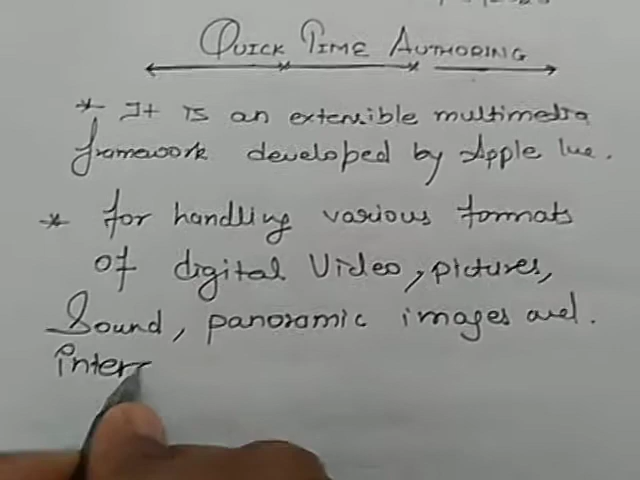 Quick Time Authoring
* It is an extensible multimedia
framework developed by Apple Inc.
* for handling various formats
of digital Video, pictures,
Sound, panoramic images and.
inter